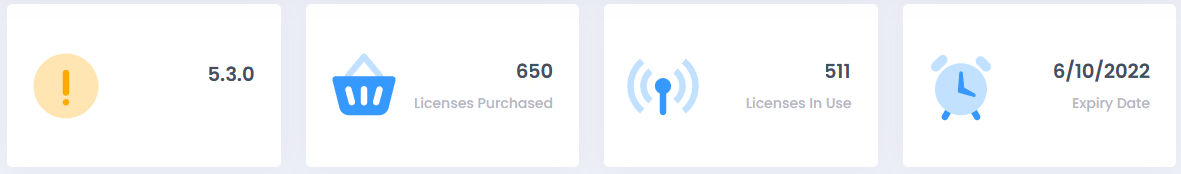 5.3.0
650
Licenses Purchased
511
Licenses In Use
6/10/2022
Expiry Date